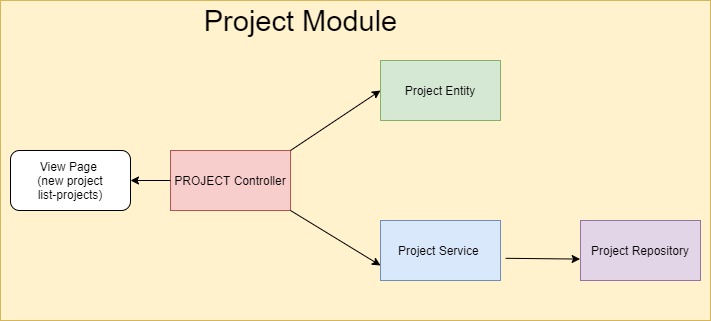 Project Module
Project Entity
View Page
(new project
list-projects)
PROJECT Controller
Project Service
Project Repository